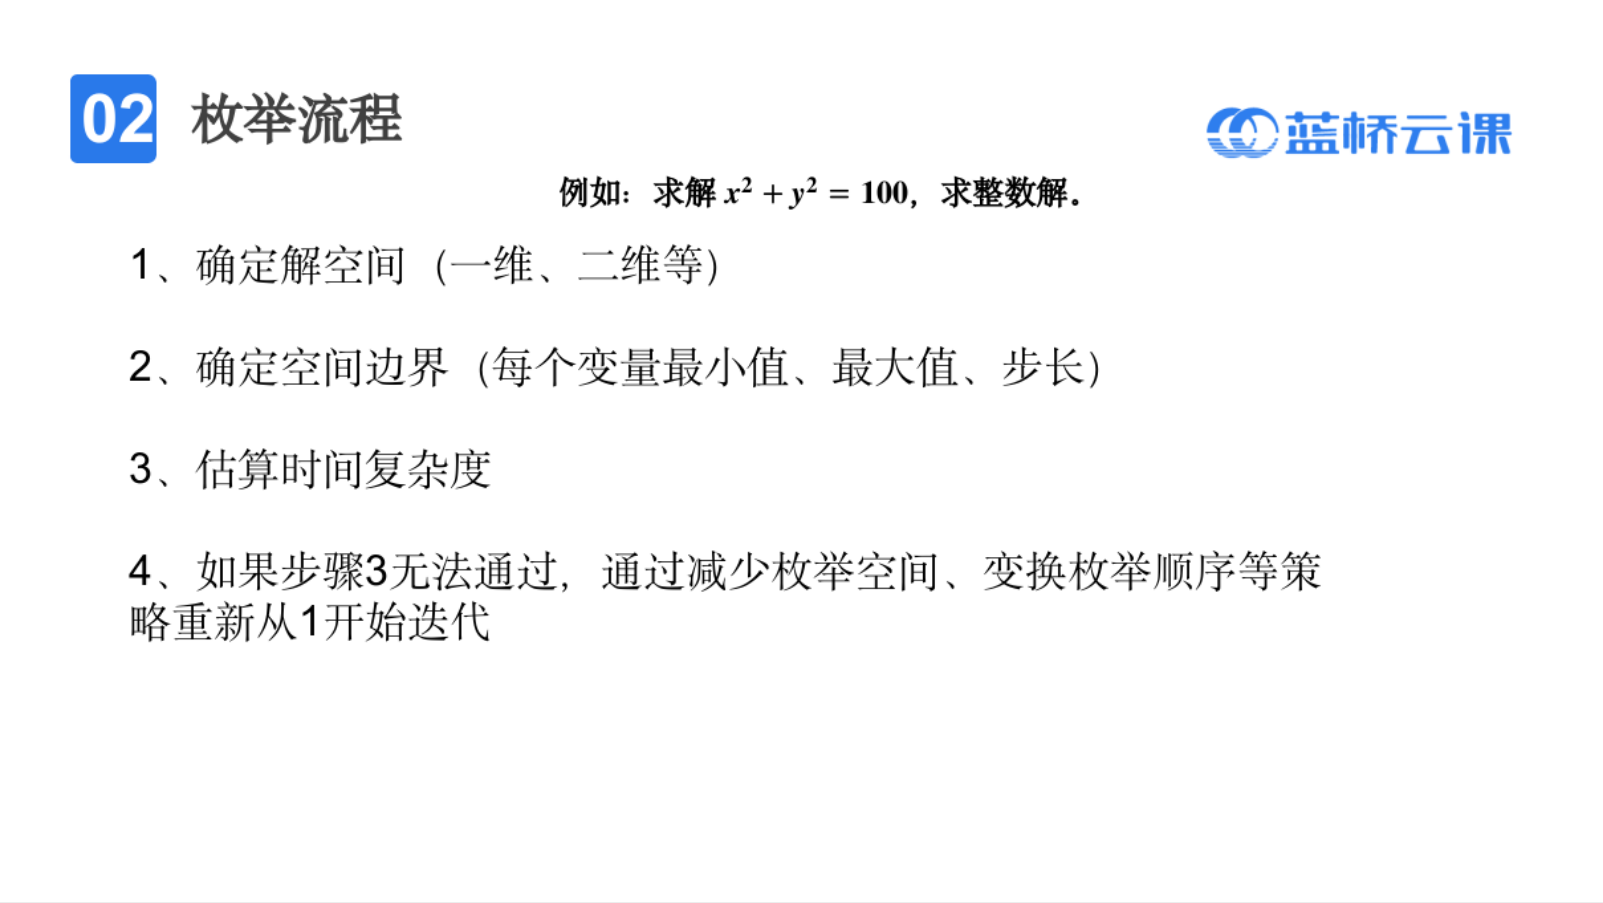 02 枚举流程
蓝桥云课
例如：求解 x² + y² = 100，求整数解。
1、确定解空间（一维、二维等）
2、确定空间边界（每个变量最小值、最大值、步长）
3、估算时间复杂度
4、如果步骤3无法通过，通过减少枚举空间、变换枚举顺序等策
略重新从1开始迭代